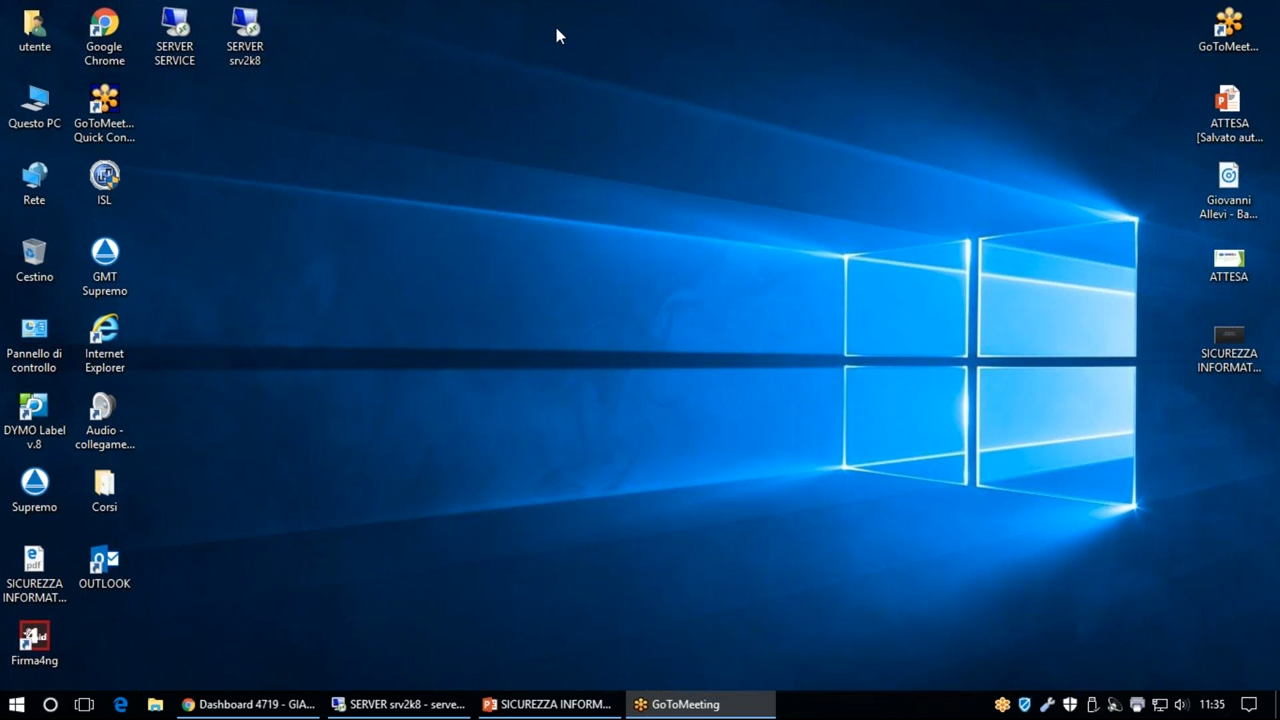 utente
Google
Chrome
SERVER
SERVICE
SERVER
srv2k8
GoToMeet...
Questo PC
GoToMeet...
Quick Con...
ATTESA
[Salvato aut...
Rete
ISL
Giovanni
Allevi - Ba...
Cestino
GMT
Supremo
ATTESA
Pannello di
controllo
Internet
Explorer
SICUREZZA
INFORMAT...
DYMO Label
v.8
Audio -
collegame...
Supremo
Corsi
SICUREZZA
INFORMAT...
OUTLOOK
Firma4ng
Dashboard 4719 - GIA...
SERVER srv2k8 - serve...
SICUREZZA INFORM...
GoToMeeting
11:35